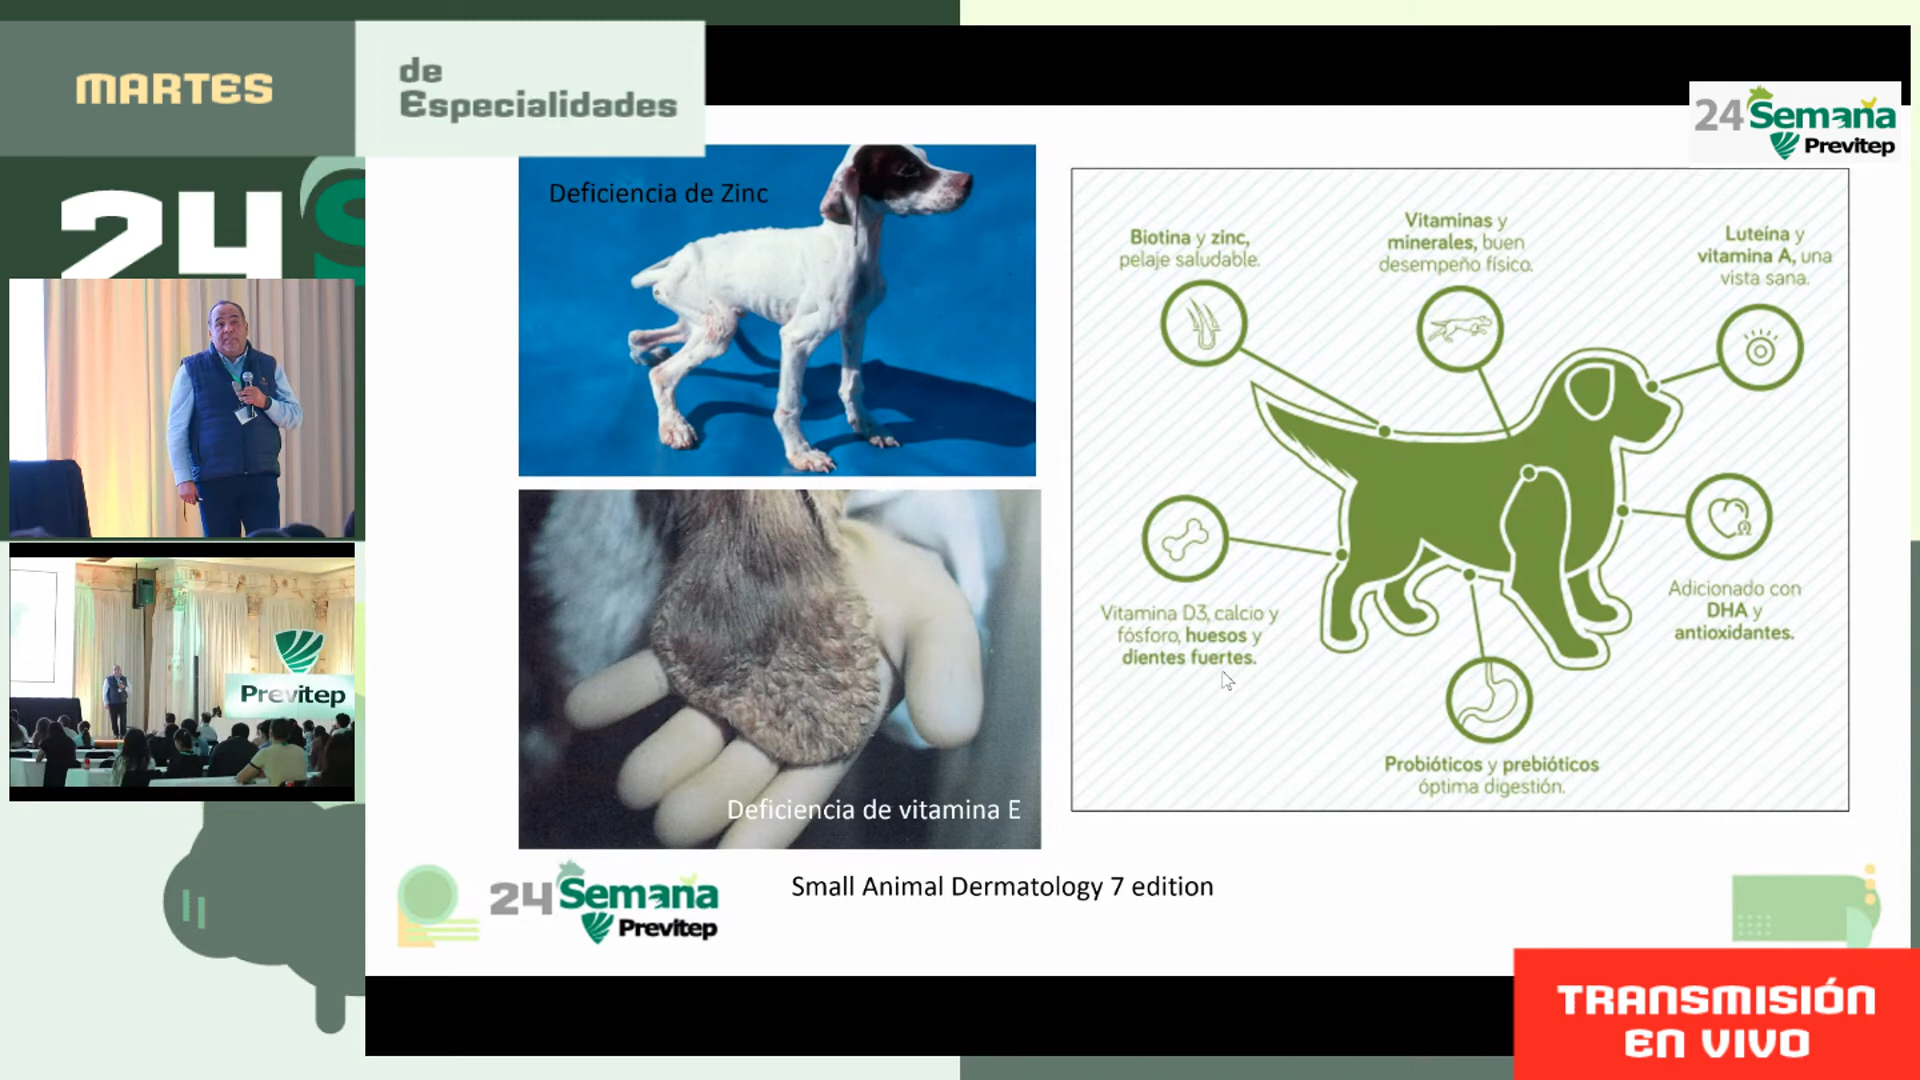 MARTES
de
Especialidades
24S
24 Semana
Previtep
Deficiencia de Zinc
Biotina y zinc,
pelaje saludable.
Vitaminas y
minerales, buen
desempeño físico.
Luteína y
vitamina A, una
vista sana.
Vitamina D3, calcio y
fósforo, huesos y
dientes fuertes.
Adicionado con
DHA y
antioxidantes.
Probióticos y prebióticos
óptima digestión.
Deficiencia de vitamina E
Previtep
24 Semana
Previtep
Small Animal Dermatology 7 edition
TRANSMISIÓN
EN VIVO